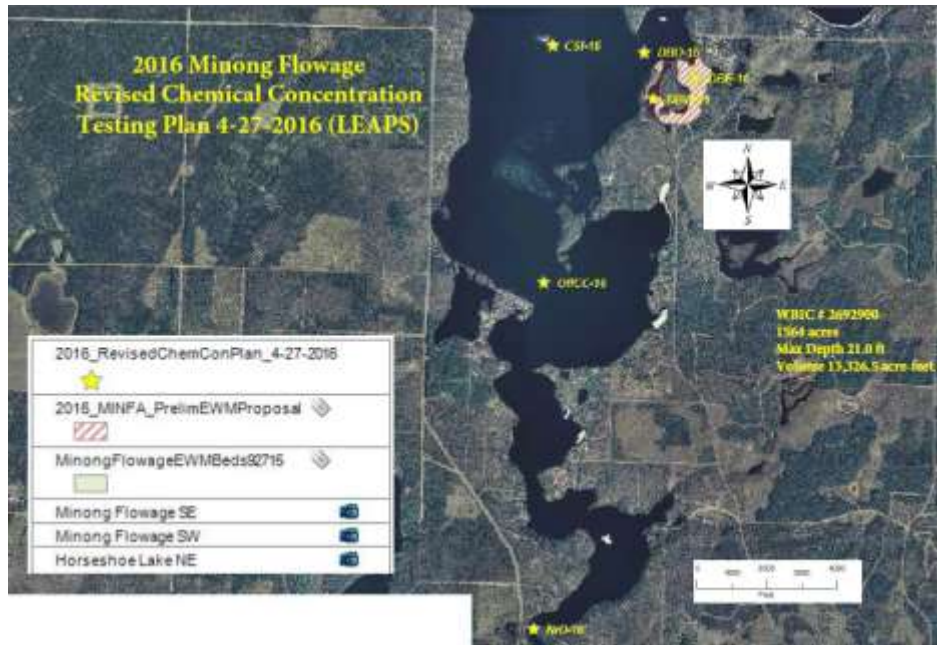 2016 Minong Flowage
Revised Chemical Concentration
Testing Plan 4-27-2016 (LEAPS)
CSI-16
N
W E
S
WBIC # 2692900
1564 acres
Max Depth 21.0 ft
Volume 13,326.5 acre-feet
2016_RevisedChemConPlan_4-27-2016
2016_MINFA_PrelimEWMProposal
MinongFlowageEWMBeds92715
Minong Flowage SE
Minong Flowage SW
Horseshoe Lake NE
0
Feet